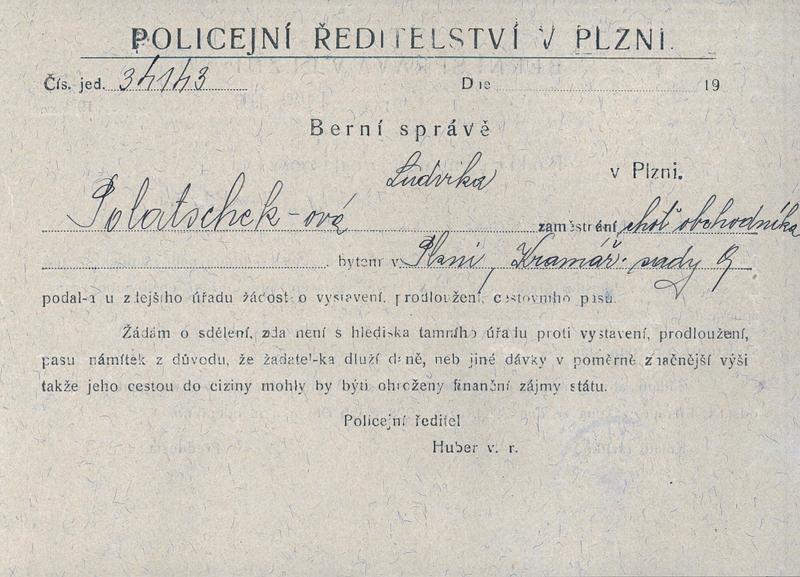 POLICEJNÍ ŘEDITELSTVÍ V PLZNI.
Čís. jed. 34143 Dne 19
Berní správě
v Plzni.
Ludvika
Polatschek-ová zaměstnání choť obchodníka
bytem v Plzni, Kramář. sady 9
podal-a u zdejšího úřadu žádost o vystavení, prodloužení, cestovního pasu.
Žádám o sdělení, zda není s hlediska tamního úřadu proti vystavení, prodloužení,
pasu námitek z důvodu, že žadatel-ka dluží daně, neb jiné dávky v poměrně značnější výši
takže jeho cestou do ciziny mohly by býti ohroženy finanční zájmy státu.
Policejní ředitel
Huber v. r.